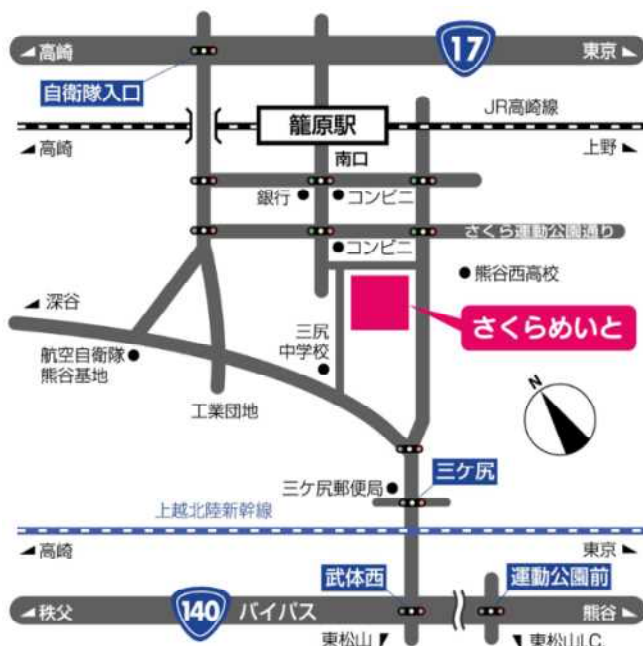 高崎
17
東京
自衛隊入口
籠原駅
JR高崎線
高崎
南口
上野
銀行
コンビニ
さくら運動公園通り
コンビニ
熊谷西高校
深谷
さくらめいと
三尻
中学校
航空自衛隊
熊谷基地
工業団地
N
三ケ尻郵便局
三ケ尻
上越北陸新幹線
高崎
東京
武体西
運動公園前
秩父
140
バイパス
熊谷
東松山
東松山I.C.